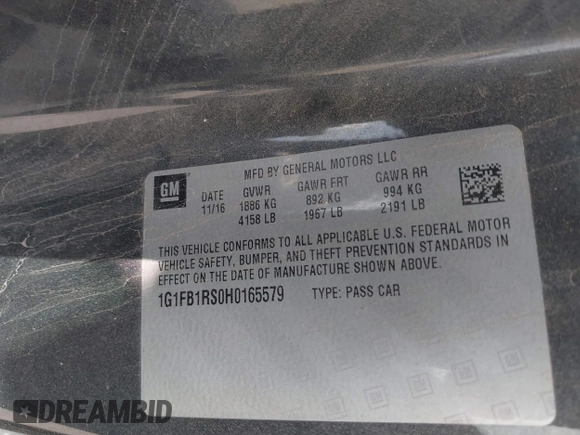 MFD BY GENERAL MOTORS LLC
GM DATE GVWR GAWR FRT GAWR RR
11/16 1886 KG 892 KG 994 KG
4158 LB 1967 LB 2191 LB
THIS VEHICLE CONFORMS TO ALL APPLICABLE U.S. FEDERAL MOTOR
VEHICLE SAFETY, BUMPER, AND THEFT PREVENTION STANDARDS IN
EFFECT ON THE DATE OF MANUFACTURE SHOWN ABOVE.
1G1FB1RS0H0165579 TYPE: PASS CAR
DREAMBID